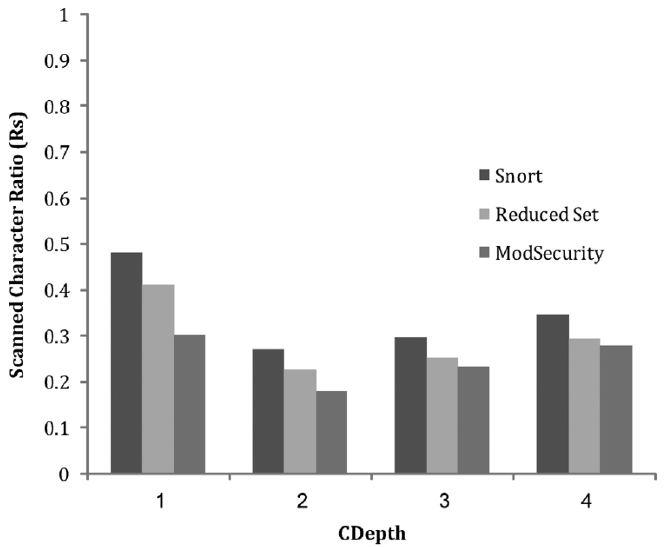 1
0.9
0.8
0.7
0.6
0.5
0.4
0.3
0.2
0.1
0
Scanned Character Ratio (Rs)
Snort
Reduced Set
ModSecurity
1 2 3 4
CDepth